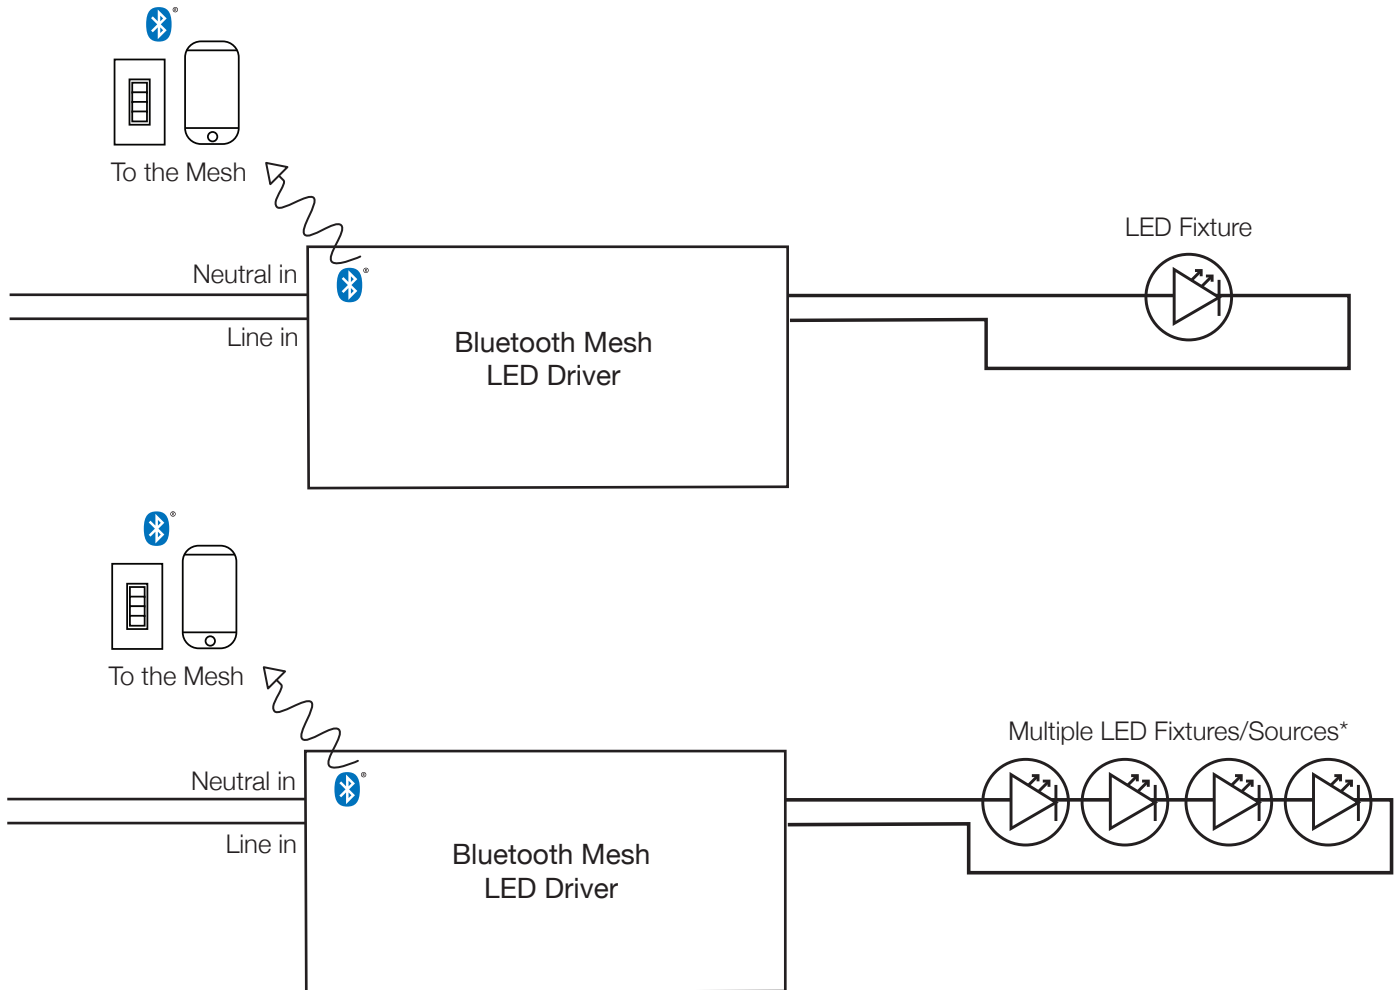 ®
To the Mesh
LED Fixture
Neutral in
®
Line in
Bluetooth Mesh
LED Driver
®
To the Mesh
Multiple LED Fixtures/Sources*
Neutral in
®
Line in
Bluetooth Mesh
LED Driver